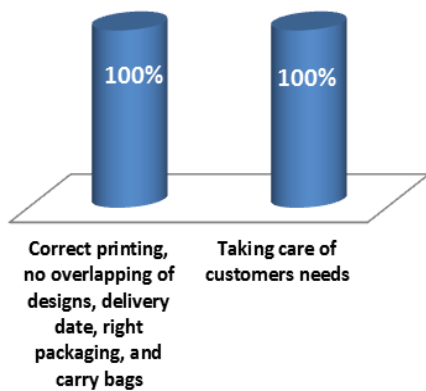 100%
100%
Correct printing,
no overlapping of
designs, delivery
date, right
packaging, and
carry bags
Taking care of
customers needs